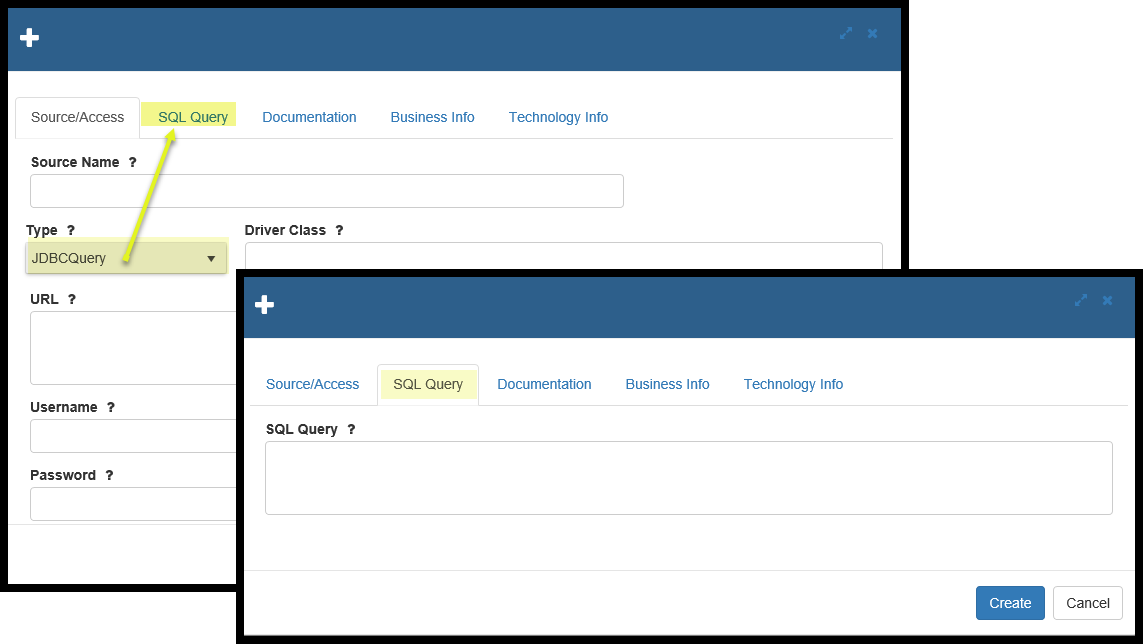 Source/Access SQL Query Documentation Business Info Technology Info
Source Name ?
Type ? Driver Class ?
JDBCQuery
URL ?
Username ?
Password ?
Source/Access SQL Query Documentation Business Info Technology Info
SQL Query ?
Create Cancel